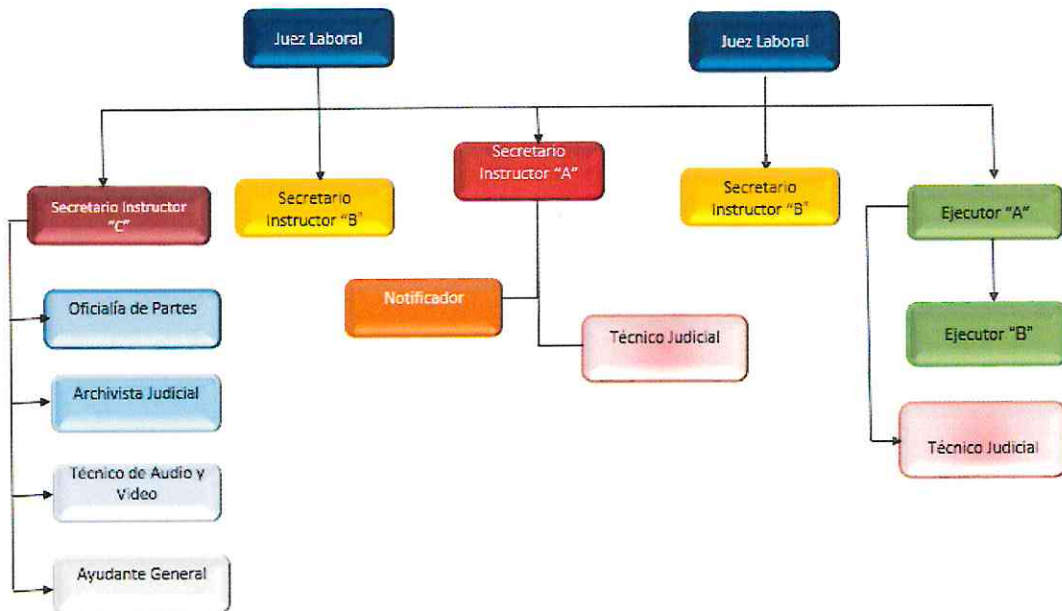 Juez Laboral
Juez Laboral
Secretario
Instructor "A"
Secretario Instructor
"C"
Secretario
Instructor "B"
Secretario
Instructor "B"
Ejecutor "A"
Notificador
Oficialía de Partes
Técnico Judicial
Ejecutor "B"
Archivista Judicial
Técnico Judicial
Técnico de Audio y
Video
Ayudante General